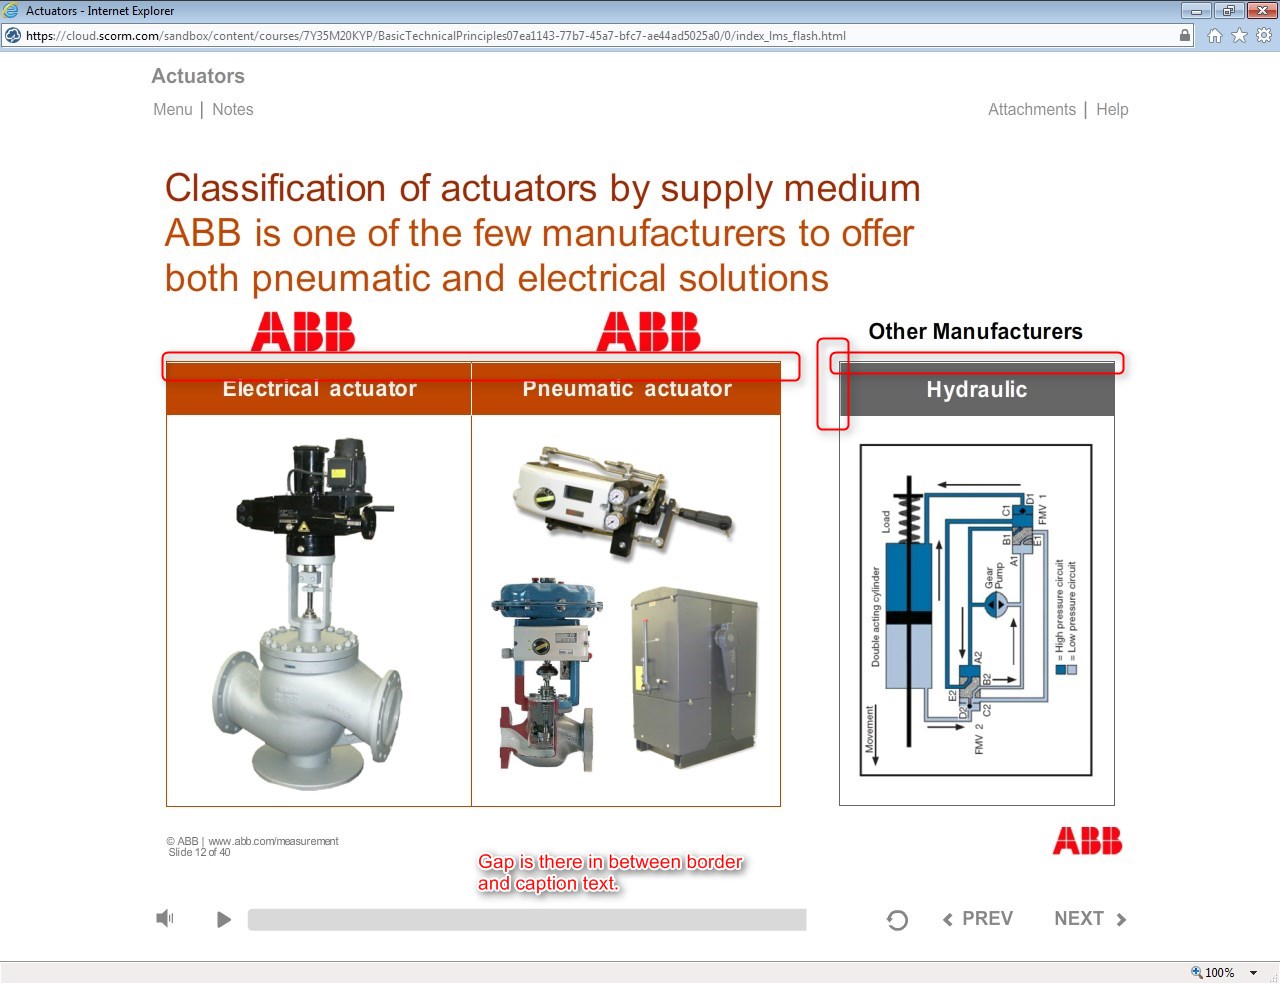 Actuators - Internet Explorer
https://cloud.scorm.com/sandbox/content/courses/7Y35M20KYP/BasicTechnicalPrinciples07ea1143-77b7-45a7-bfc7-ae44ad5025a0/0/index_lms_flash.html
Actuators
Menu | Notes
Attachments | Help
Classification of actuators by supply medium
ABB is one of the few manufacturers to offer
both pneumatic and electrical solutions
ABB
ABB
Other Manufacturers
Electrical actuator
Pneumatic actuator
Hydraulic
Load
Double acting cylinder
Movement
Gear
Pump
C1
D1
FMV 1
B1
E1
A1
A2
E2
B2
D2
C2
FMV 2
= High pressure circuit
= Low pressure circuit
© ABB | www.abb.com/measurement
Slide 12 of 40
ABB
Gap is there in between border
and caption text.
PREV
NEXT
100%